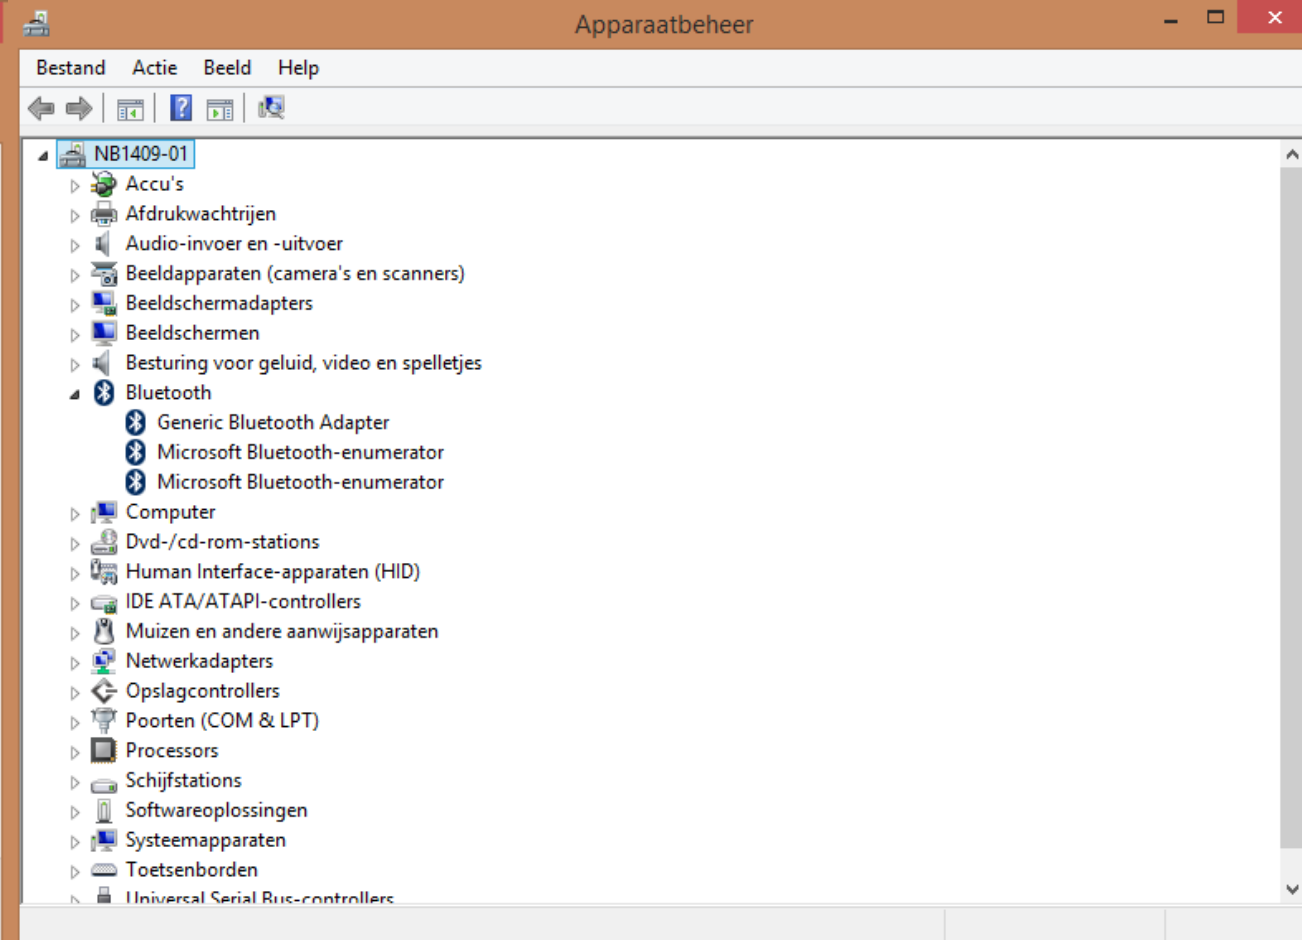 Apparaatbeheer
Bestand Actie Beeld Help
NB1409-01
Accu's
Afdrukwachtrijen
Audio-invoer en -uitvoer
Beeldapparaten (camera's en scanners)
Beeldschermadapters
Beeldschermen
Besturing voor geluid, video en spelletjes
Bluetooth
Generic Bluetooth Adapter
Microsoft Bluetooth-enumerator
Microsoft Bluetooth-enumerator
Computer
Dvd-/cd-rom-stations
Human Interface-apparaten (HID)
IDE ATA/ATAPI-controllers
Muizen en andere aanwijsapparaten
Netwerkadapters
Opslagcontrollers
Poorten (COM & LPT)
Processors
Schijfstations
Softwareoplossingen
Systeemapparaten
Toetsenborden
Universal Serial Bus-controllers